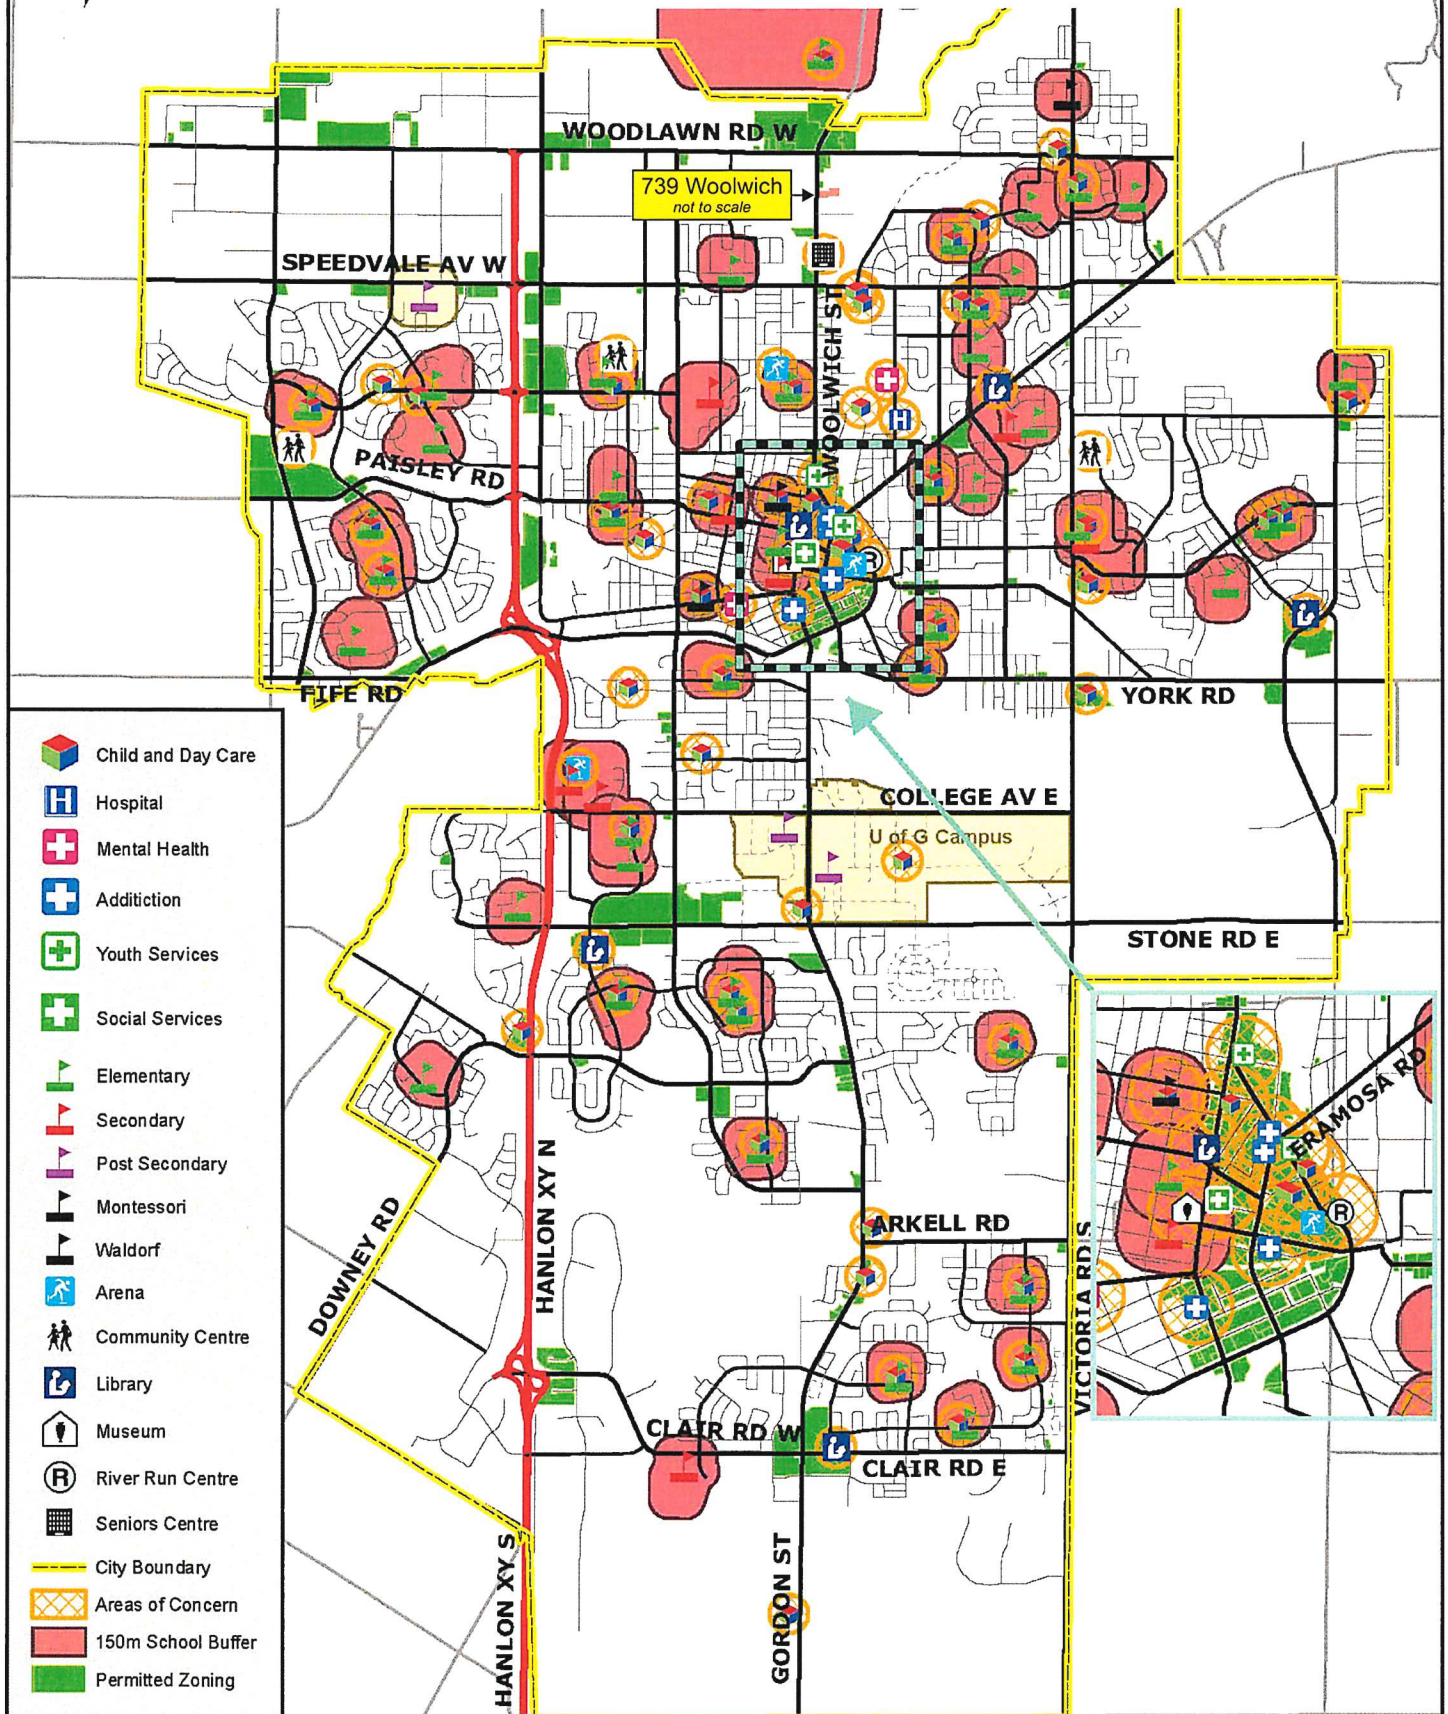 WOODLAWN RD W
739 Woolwich
not to scale
SPEEDVALE AV W
WOOLWICH ST
H
PAISLEY RD
R
FIFE RD
YORK RD
COLLEGE AV E
U of G Campus
STONE RD E
ERAMOSA RD
R
ARKELL RD
HANLON XY N
DOWNEY RD
VICTORIA RD S
CLAIR RD W
CLAIR RD E
HANLON XY S
GORDON ST
Child and Day Care
H Hospital
Mental Health
Additiction
Youth Services
Social Services
Elementary
Secondary
Post Secondary
Montessori
Waldorf
Arena
Community Centre
Library
Museum
R River Run Centre
Seniors Centre
City Boundary
Areas of Concern
150m School Buffer
Permitted Zoning